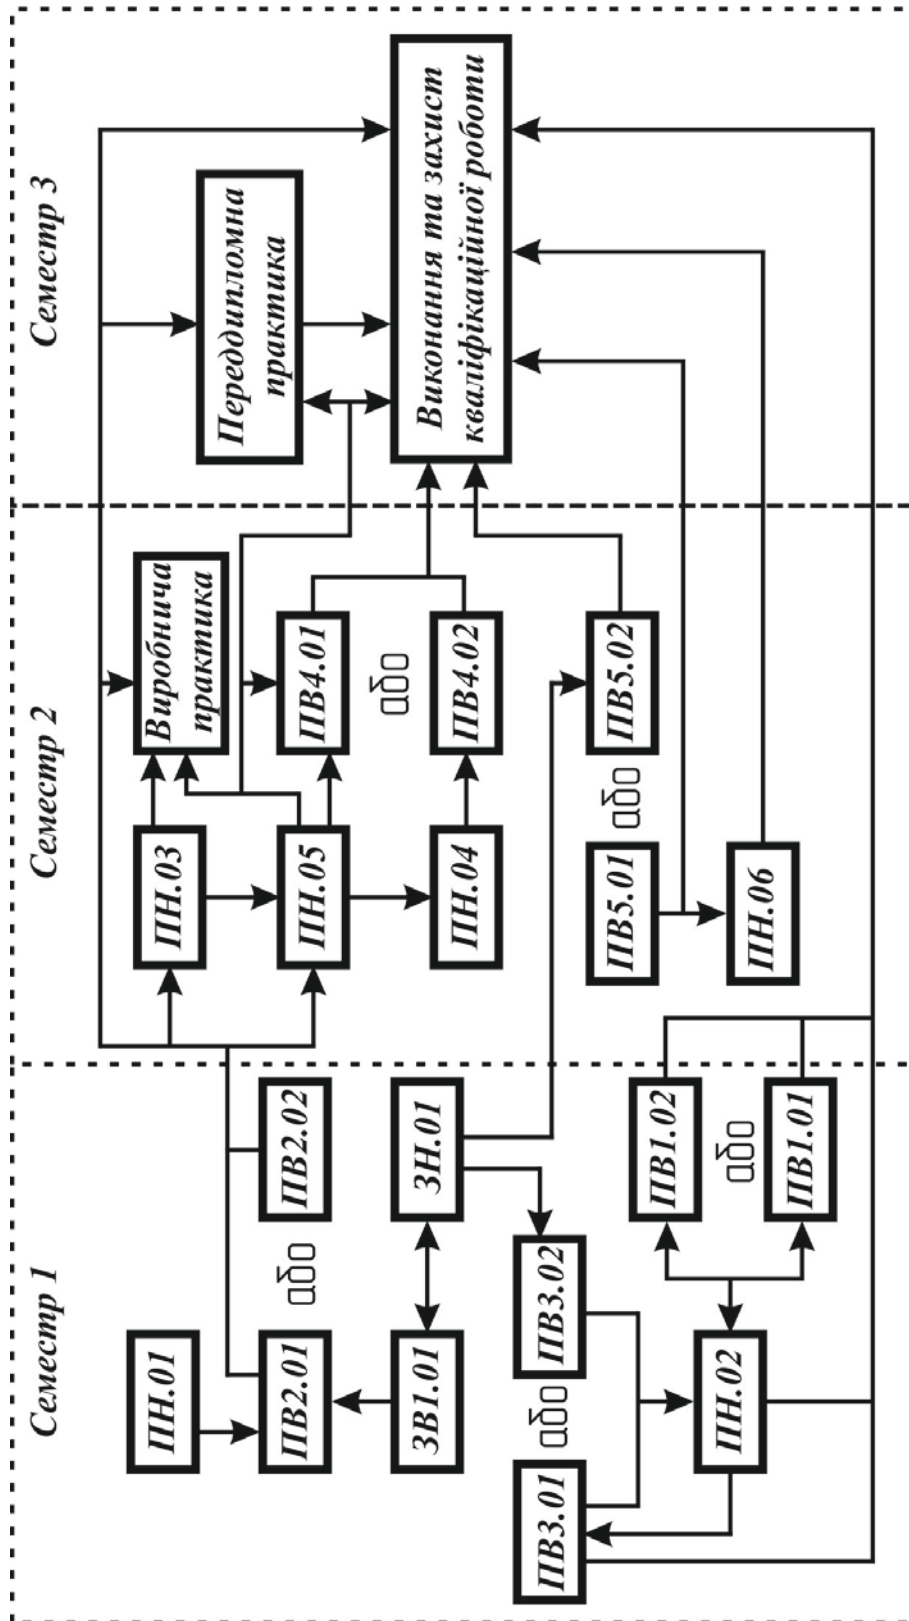 Семестр 1
Семестр 2
Семестр 3
ПН.01
ПВ2.01
або
ПВ2.02
ЗВ1.01
ЗН.01
ПВ3.01
або
ПВ3.02
ПН.02
ПВ1.02
або
ПВ1.01
ПН.03
Виробнича
практика
ПН.05
ПВ4.01
або
ПН.04
ПВ4.02
ПВ5.01
або
ПВ5.02
ПН.06
Переддипломна
практика
Виконання та захист
кваліфікаційної роботи